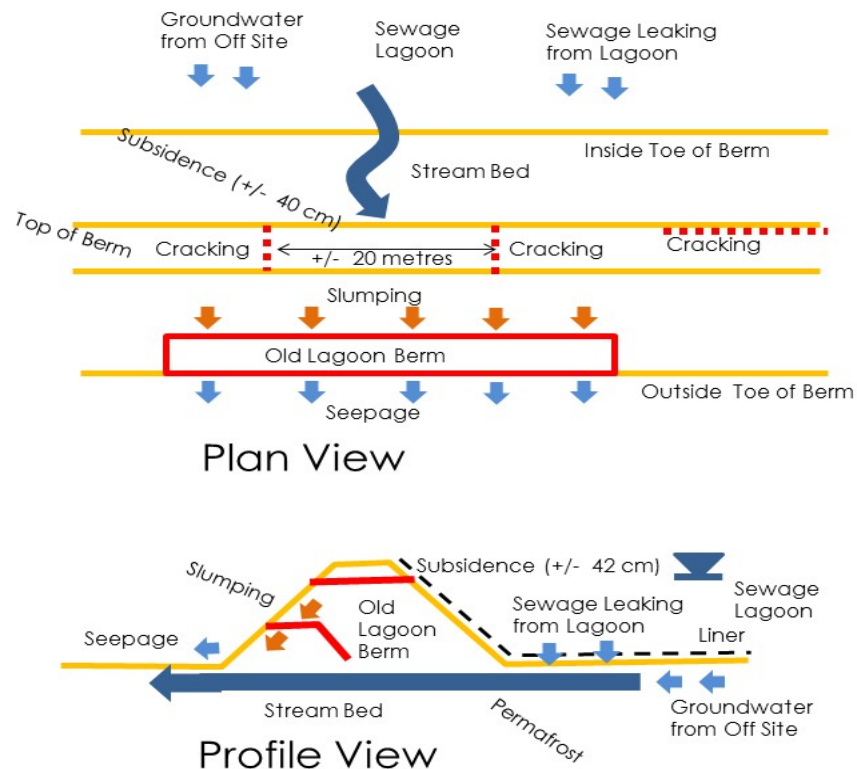 Groundwater
from Off Site
Sewage
Lagoon
Sewage Leaking
from Lagoon
Subsidence (+/- 40 cm)
Inside Toe of Berm
Stream Bed
Top of Berm
Cracking
+/- 20 metres
Cracking
Cracking
Slumping
Old Lagoon Berm
Outside Toe of Berm
Seepage
Plan View
Subsidence (+/- 42 cm)
Slumping
Sewage
Lagoon
Sewage Leaking
from Lagoon
Old
Lagoon
Berm
Liner
Seepage
Stream Bed
Permafrost
Groundwater
from Off Site
Profile View